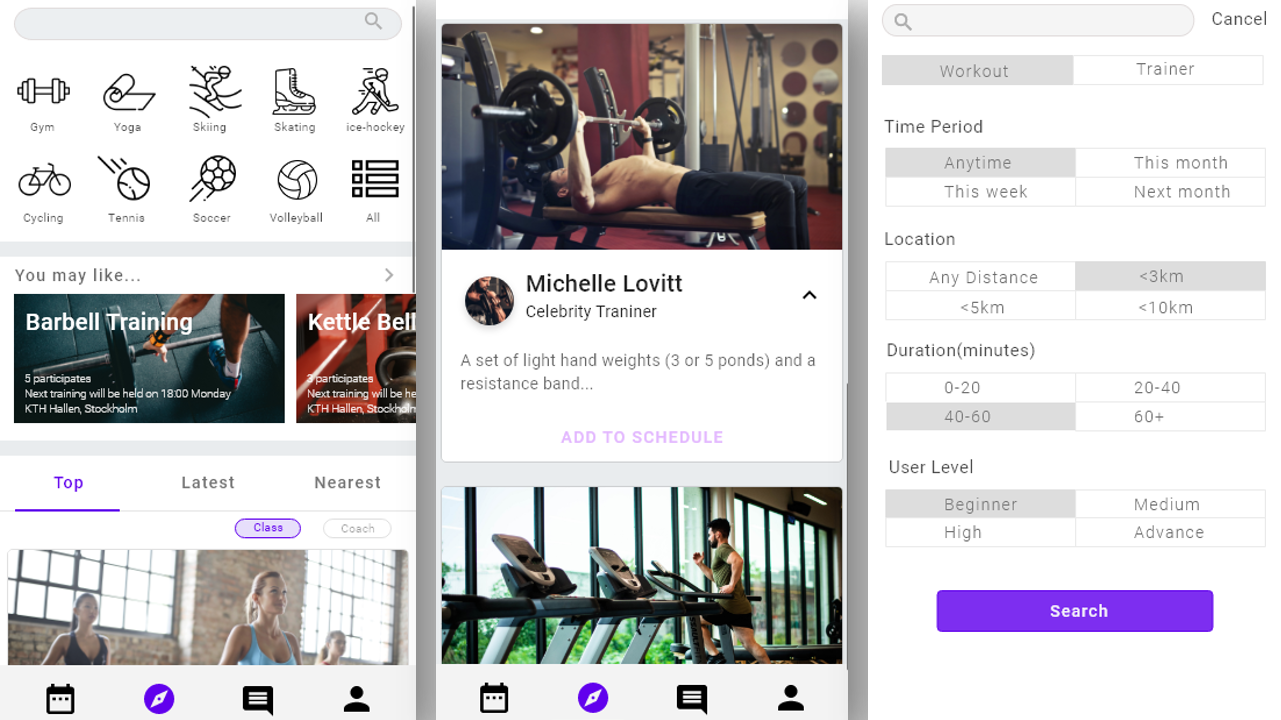 Gym Yoga Skiing Skating ice-hockey
Cycling Tennis Soccer Volleyball All
You may like...
Barbell Training
5 participates
Next training will be held on 18:00 Monday
KTH Hallen, Stockholm
Kettle Bell
3 participates
Next training will be he
KTH Hallen, Stockholm
Top Latest Nearest
Class Coach
Michelle Lovitt
Celebrity Traniner
A set of light hand weights (3 or 5 ponds) and a
resistance band...
ADD TO SCHEDULE
Cancel
Workout Trainer
Time Period
Anytime This month
This week Next month
Location
Any Distance <3km
<5km <10km
Duration(minutes)
0-20 20-40
40-60 60+
User Level
Beginner Medium
High Advance
Search